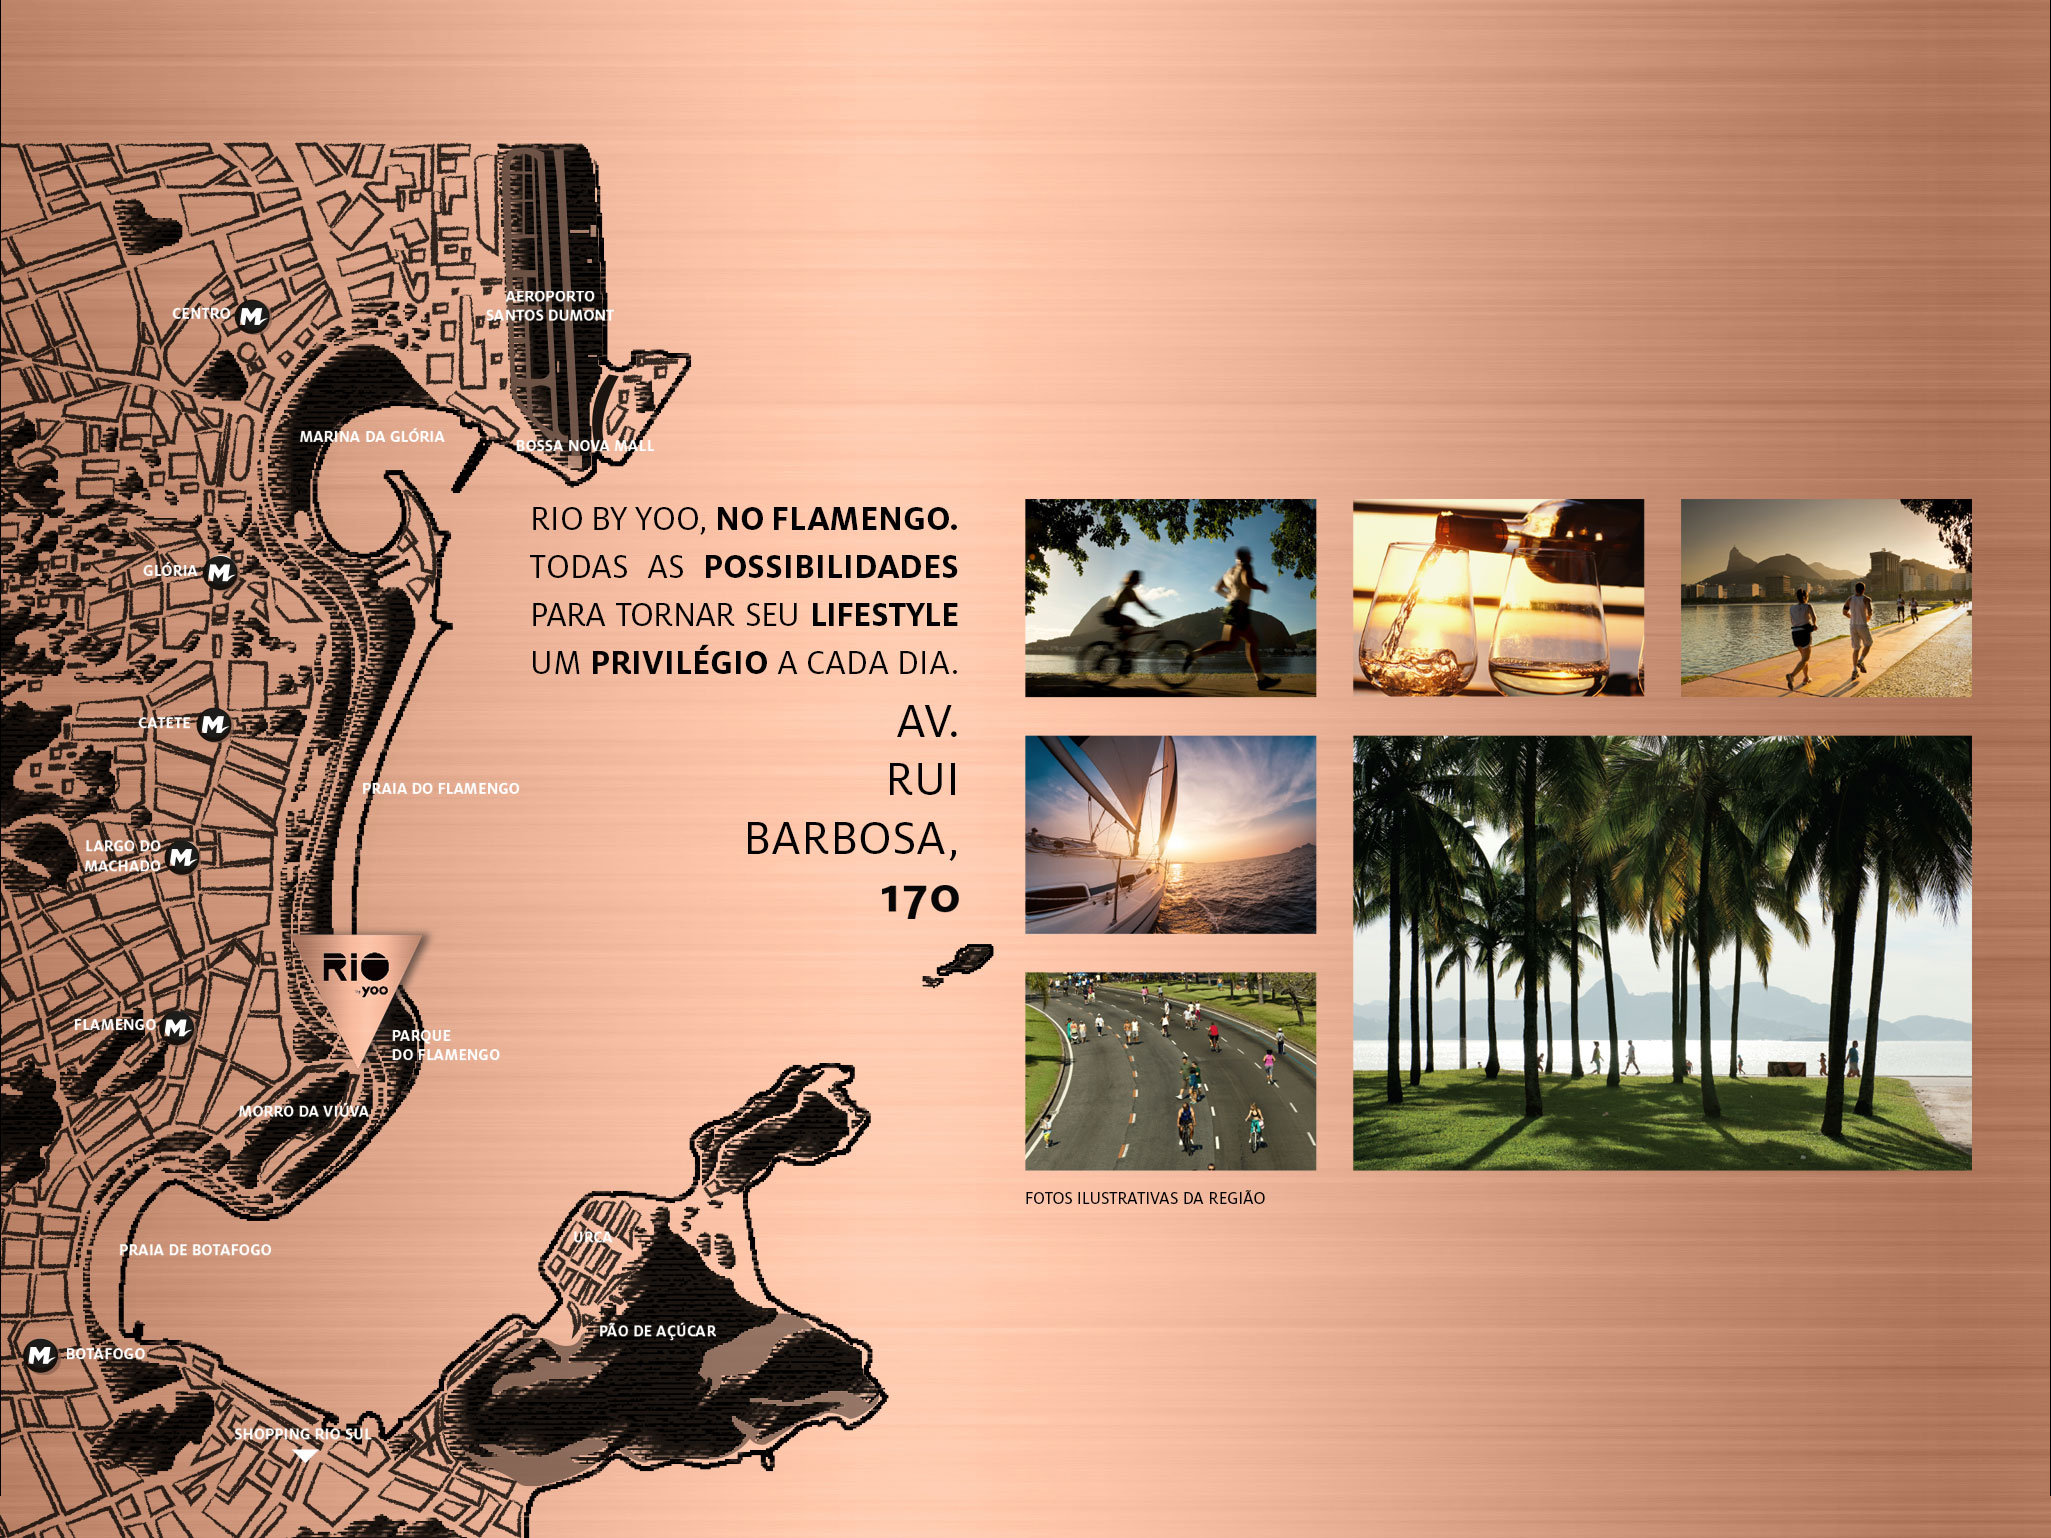 CENTRO
M
AEROPORTO
SANTOS DUMONT
MARINA DA GLÓRIA
BOSSA NOVA MALL
RIO BY YOO, NO FLAMENGO.
TODAS AS POSSIBILIDADES
PARA TORNAR SEU LIFESTYLE
UM PRIVILÉGIO A CADA DIA.
AV.
RUI
BARBOSA,
170
GLÓRIA
M
CATETE
M
PRAIA DO FLAMENGO
LARGO DO
MACHADO
M
RIO
by yoo
FLAMENGO
M
PARQUE
DO FLAMENGO
MORRO DA VIÚVA
PRAIA DE BOTAFOGO
URCA
PÃO DE AÇÚCAR
M
BOTAFOGO
SHOPPING RIO SUL
FOTOS ILUSTRATIVAS DA REGIÃO